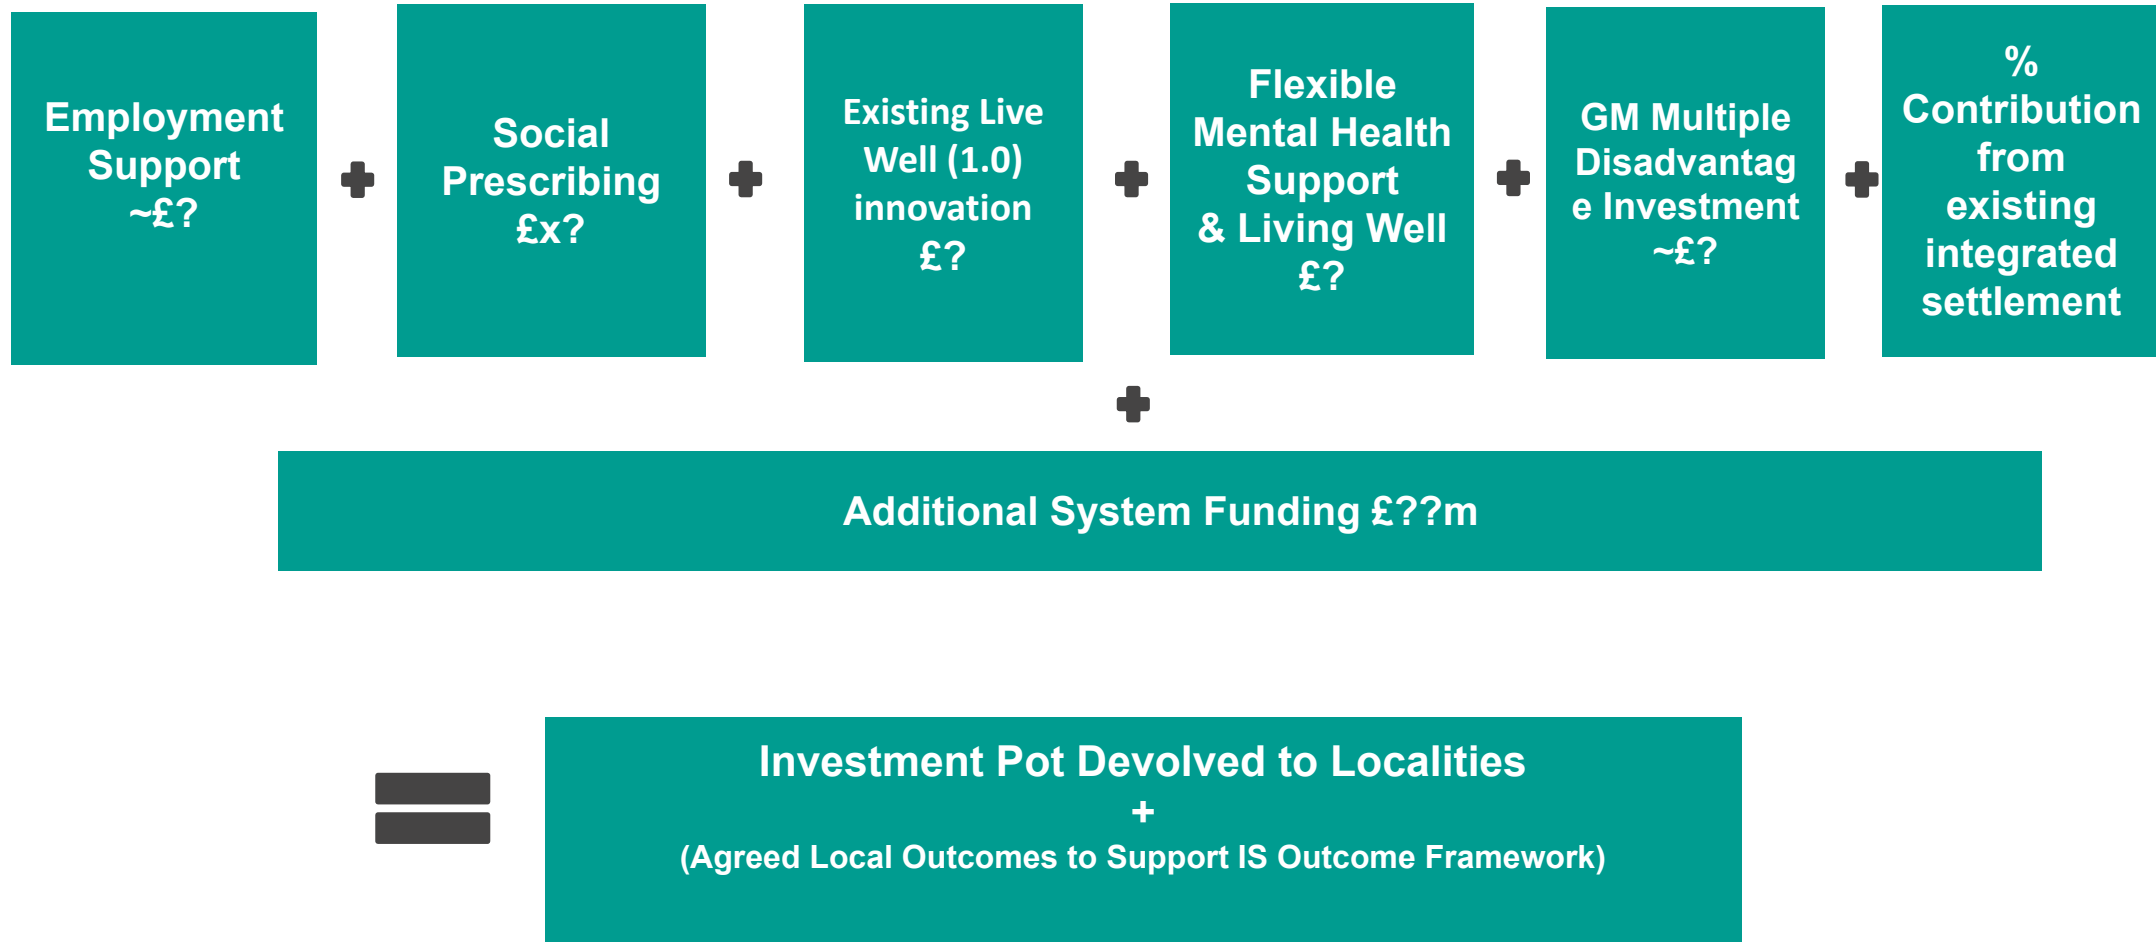 Employment
Support
~£?
Social
Prescribing
£x?
Existing Live
Well (1.0)
innovation
£?
Flexible
Mental Health
Support
& Living Well
£?
GM Multiple
Disadvantag
e Investment
~£?
%
Contribution
from
existing
integrated
settlement
Additional System Funding £??m
Investment Pot Devolved to Localities
+
(Agreed Local Outcomes to Support IS Outcome Framework)